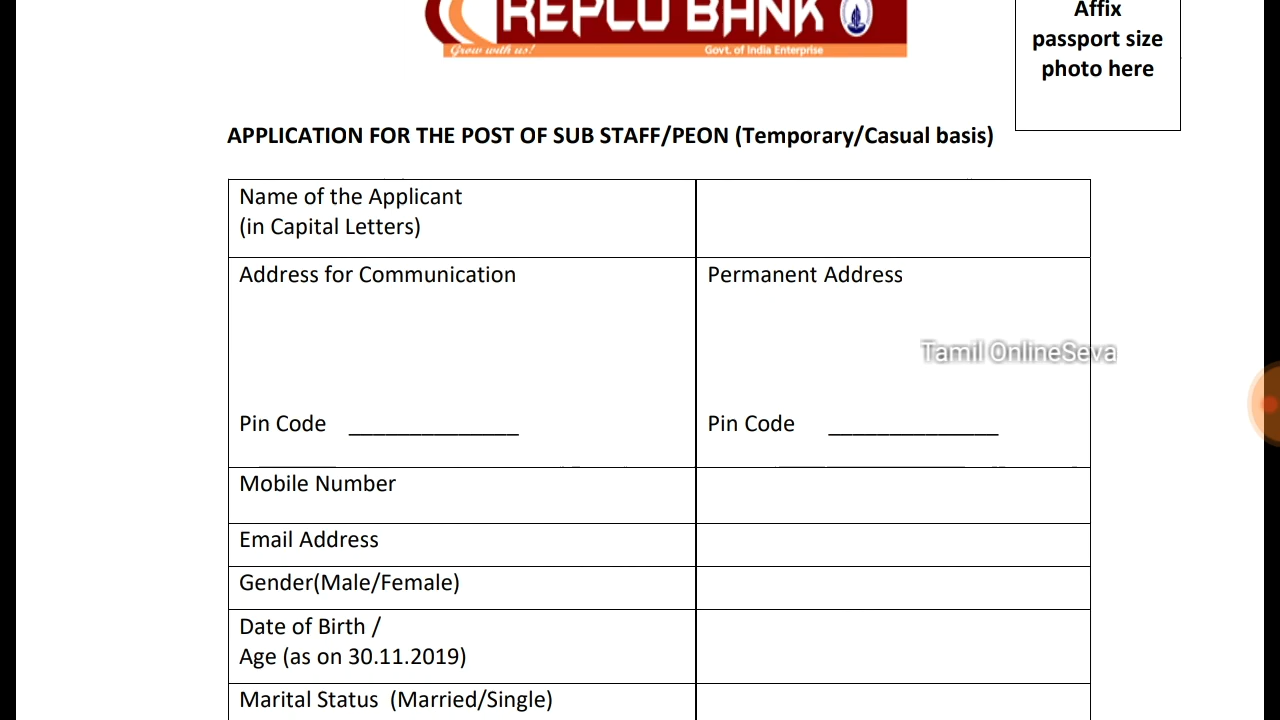 REPCO BANK
Grow with us!
Govt. of India Enterprise
Affix
passport size
photo here
APPLICATION FOR THE POST OF SUB STAFF/PEON (Temporary/Casual basis)
Name of the Applicant
(in Capital Letters)
Address for Communication
Permanent Address
Tamil OnlineSeva
Pin Code ______________
Pin Code ______________
Mobile Number
Email Address
Gender(Male/Female)
Date of Birth /
Age (as on 30.11.2019)
Marital Status (Married/Single)